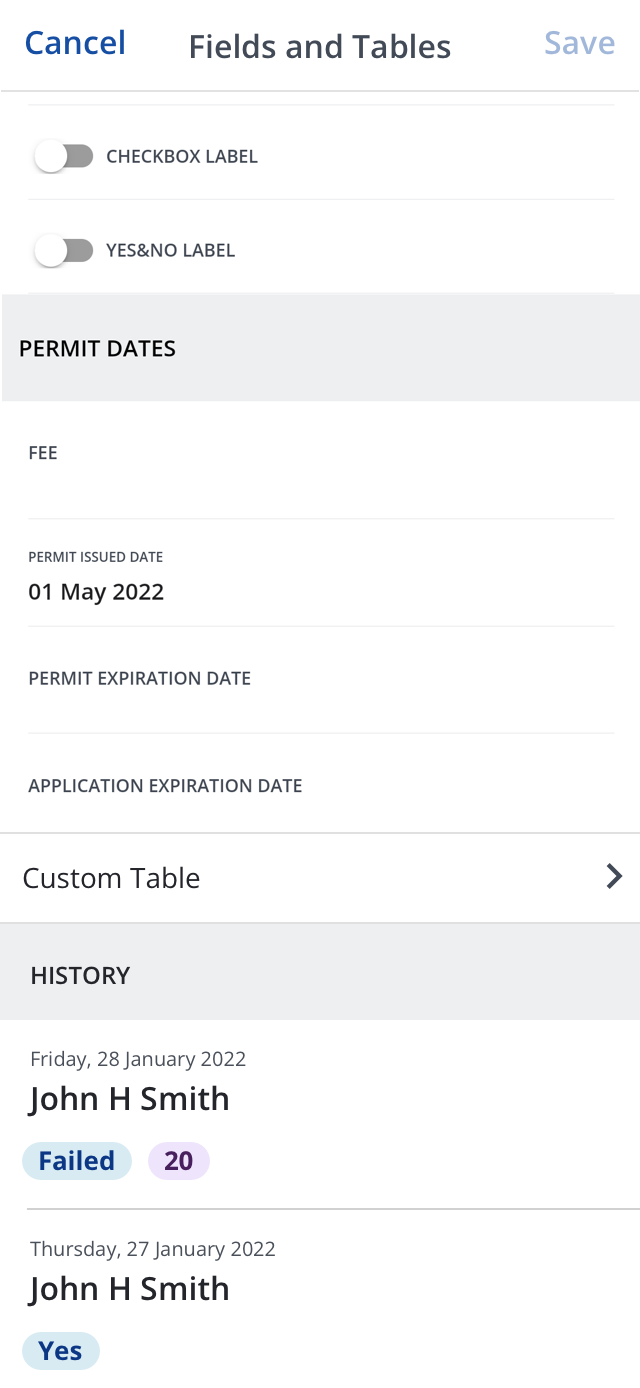 Cancel Fields and Tables Save
CHECKBOX LABEL
YES&NO LABEL
PERMIT DATES
FEE
PERMIT ISSUED DATE
01 May 2022
PERMIT EXPIRATION DATE
APPLICATION EXPIRATION DATE
Custom Table
HISTORY
Friday, 28 January 2022
John H Smith
Failed 20
Thursday, 27 January 2022
John H Smith
Yes